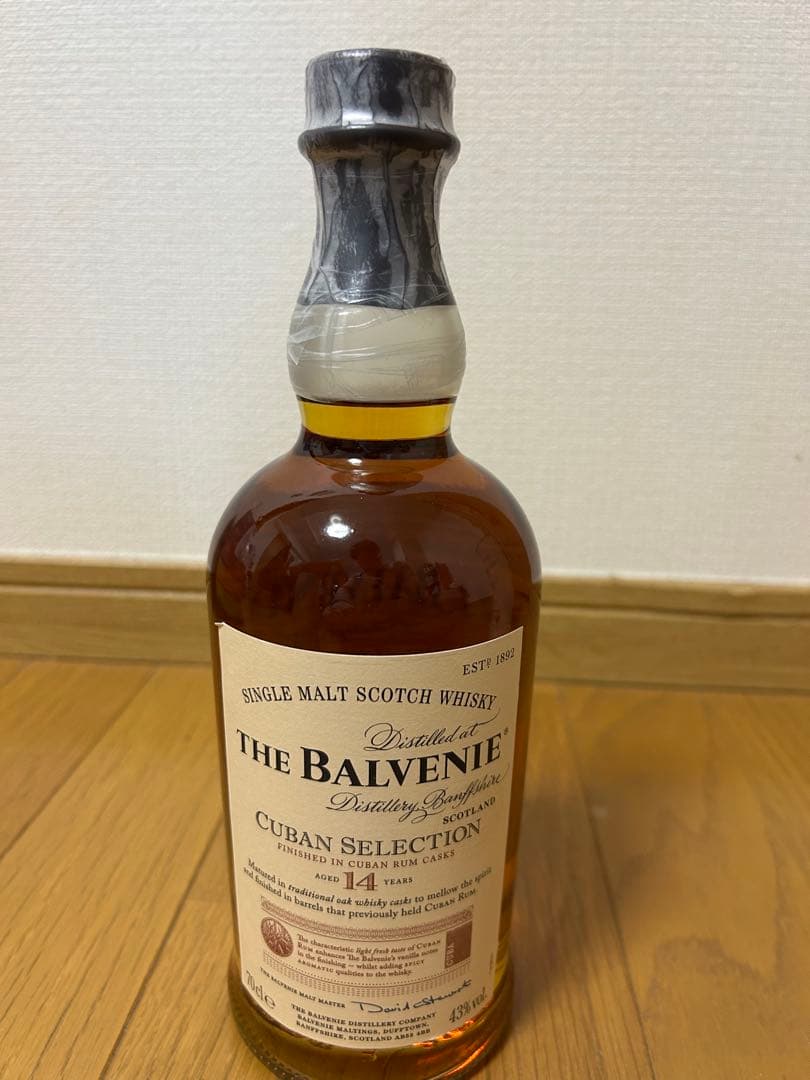 ESTD 1892
SINGLE MALT SCOTCH WHISKY
Distilled at
THE BALVENIE®
Distillery, Banffshire
SCOTLAND
CUBAN SELECTION
FINISHED IN CUBAN RUM CASKS
AGED 14 YEARS
Matured in traditional oak whisky casks to mellow the spirit
and finished in barrels that previously held CUBAN RUM.
The characteristic light fresh taste of CUBAN
RUM enhances The Balvenie's vanilla notes
in the finishing – whilst adding SPICY
AROMATIC qualities to the whisky.
CUBA
THE BALVENIE MALT MASTER David Stewart
70cl e
43%vol.
THE BALVENIE DISTILLERY COMPANY
BALVENIE MALTINGS, DUFFTOWN,
BANFFSHIRE, SCOTLAND AB55 4BB